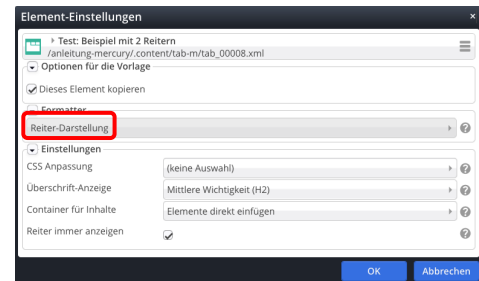 Element-Einstellungen ×
Test: Beispiel mit 2 Reitern
/anleitung-mercury/.content/tab-m/tab_00008.xml
Optionen für die Vorlage
Dieses Element kopieren
Formatter
Reiter-Darstellung
Einstellungen
CSS Anpassung (keine Auswahl)
Überschrift-Anzeige Mittlere Wichtigkeit (H2)
Container für Inhalte Elemente direkt einfügen
Reiter immer anzeigen
OK Abbrechen